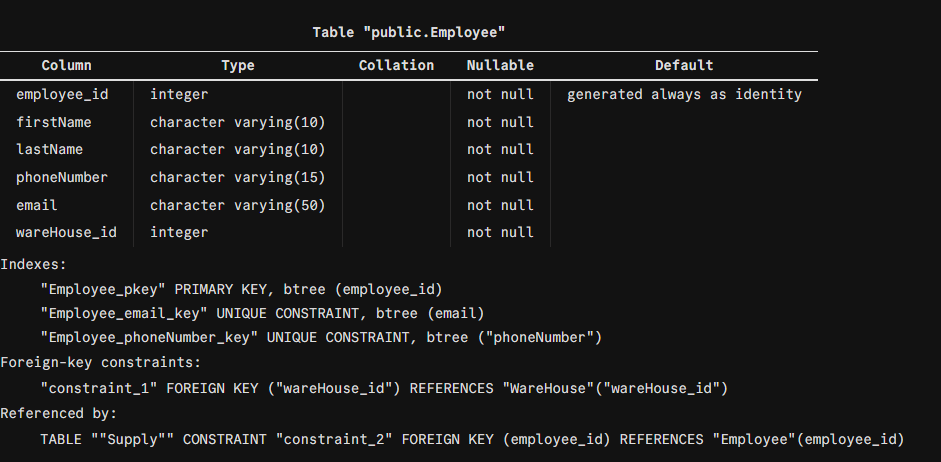 Table "public.Employee"
Column Type Collation Nullable Default
employee_id integer not null generated always as identity
firstName character varying(10) not null
lastName character varying(10) not null
phoneNumber character varying(15) not null
email character varying(50) not null
wareHouse_id integer not null
Indexes:
"Employee_pkey" PRIMARY KEY, btree (employee_id)
"Employee_email_key" UNIQUE CONSTRAINT, btree (email)
"Employee_phoneNumber_key" UNIQUE CONSTRAINT, btree ("phoneNumber")
Foreign-key constraints:
"constraint_1" FOREIGN KEY ("wareHouse_id") REFERENCES "WareHouse"("wareHouse_id")
Referenced by:
TABLE ""Supply"" CONSTRAINT "constraint_2" FOREIGN KEY (employee_id) REFERENCES "Employee"(employee_id)